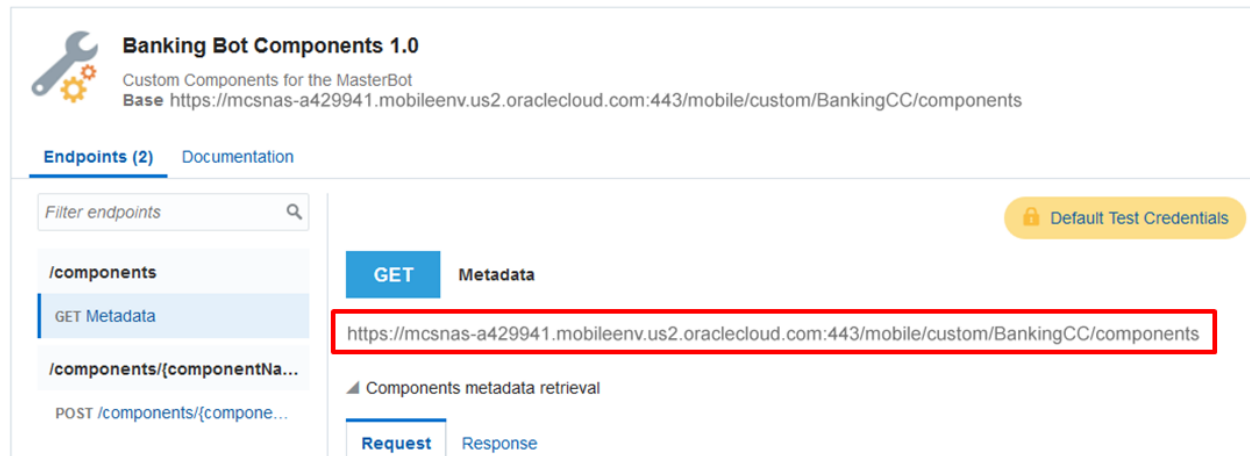 Banking Bot Components 1.0
Custom Components for the MasterBot
Base https://mcsnas-a429941.mobileenv.us2.oraclecloud.com:443/mobile/custom/BankingCC/components
Endpoints (2) Documentation
Filter endpoints
Default Test Credentials
/components
GET Metadata
GET Metadata
https://mcsnas-a429941.mobileenv.us2.oraclecloud.com:443/mobile/custom/BankingCC/components
/components/{componentNa...
Components metadata retrieval
POST /components/{compone...
Request Response